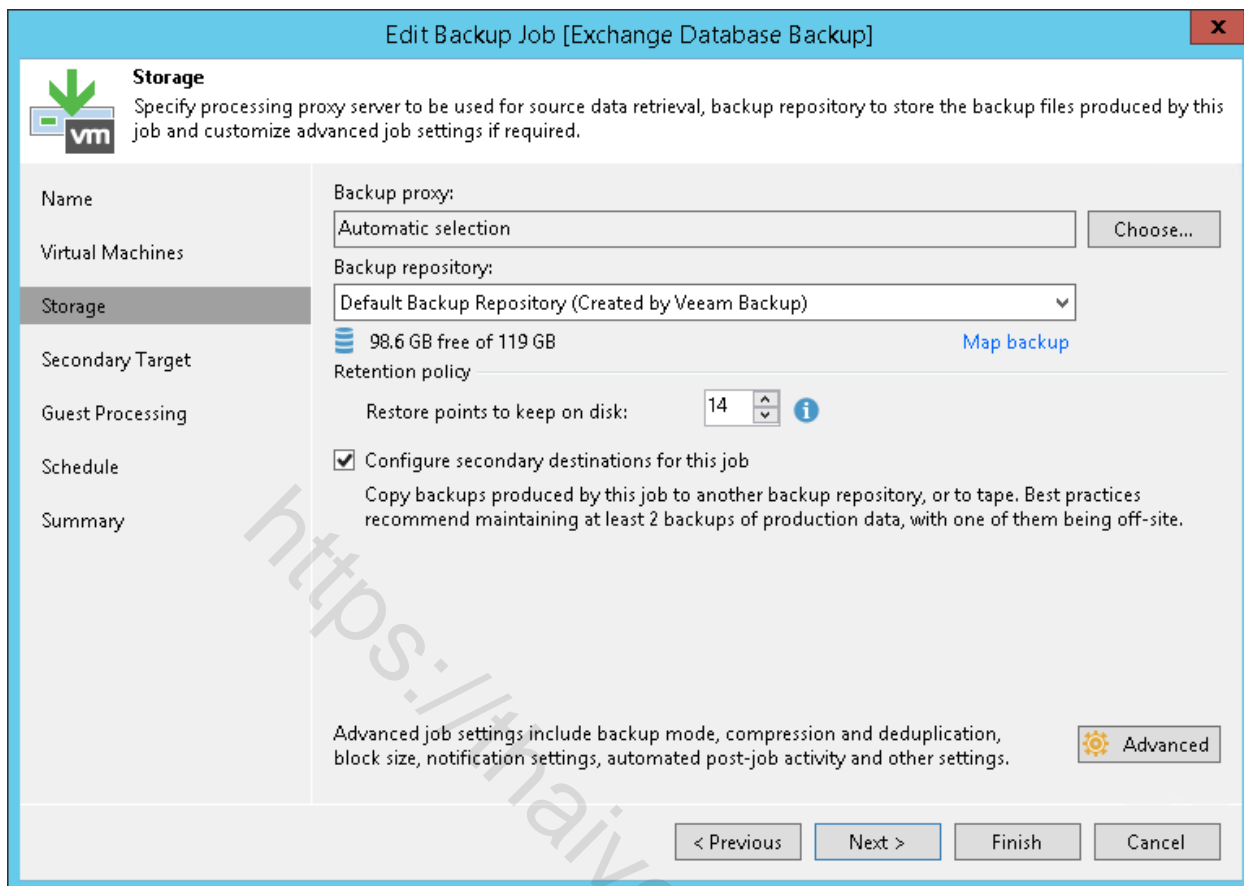 Edit Backup Job [Exchange Database Backup]
x
Storage
Specify processing proxy server to be used for source data retrieval, backup repository to store the backup files produced by this
job and customize advanced job settings if required.
vm
Name
Virtual Machines
Storage
Secondary Target
Guest Processing
Schedule
Summary
Backup proxy:
Automatic selection
Choose...
Backup repository:
Default Backup Repository (Created by Veeam Backup)
98.6 GB free of 119 GB
Map backup
Retention policy
Restore points to keep on disk:
14
Configure secondary destinations for this job
Copy backups produced by this job to another backup repository, or to tape. Best practices
recommend maintaining at least 2 backups of production data, with one of them being off-site.
Advanced job settings include backup mode, compression and deduplication,
block size, notification settings, automated post-job activity and other settings.
Advanced
< Previous
Next >
Finish
Cancel